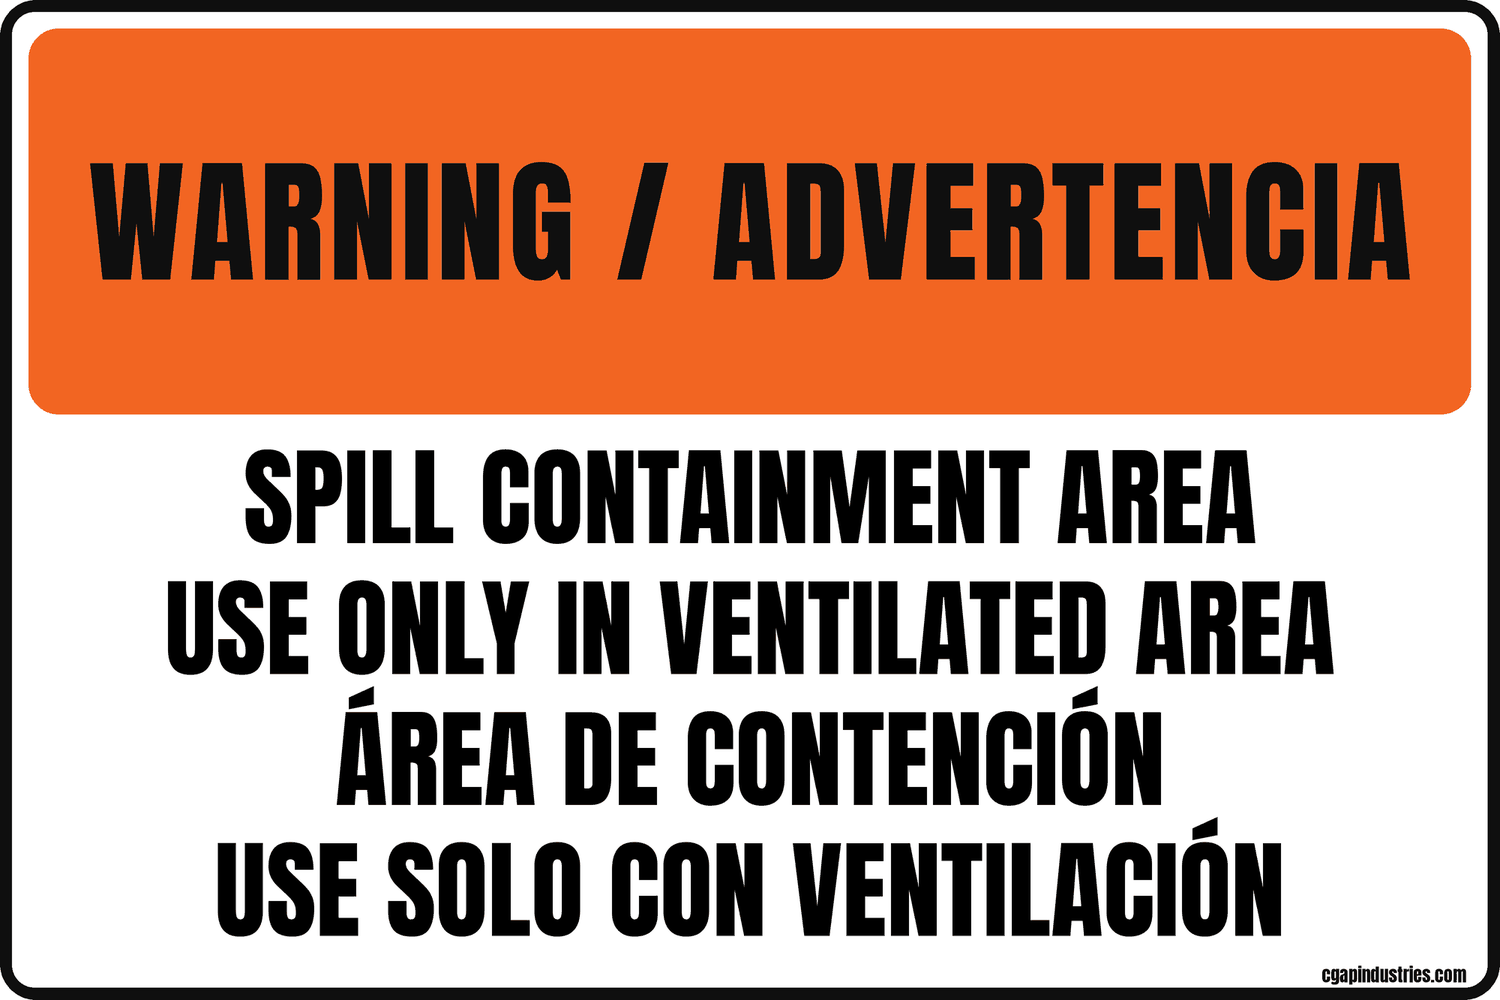 WARNING / ADVERTENCIA
SPILL CONTAINMENT AREA
USE ONLY IN VENTILATED AREA
ÁREA DE CONTENCIÓN
USE SOLO CON VENTILACIÓN
cgapindustries.com